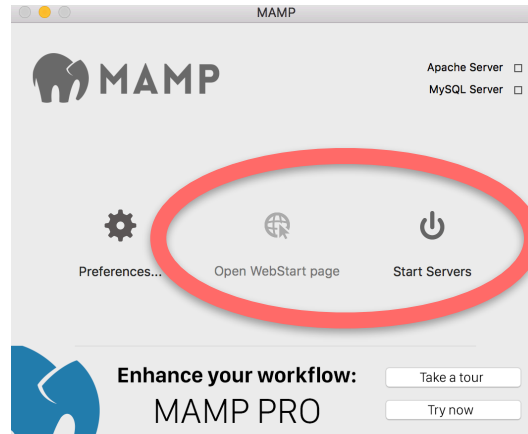 MAMP
MAMP
Apache Server
MySQL Server
Preferences...
Open WebStart page
Start Servers
Enhance your workflow:
MAMP PRO
Take a tour
Try now